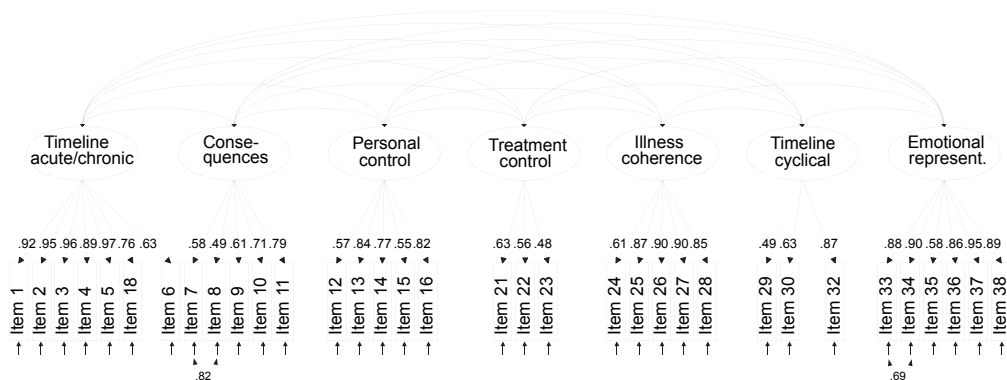 Timeline
acute/chronic
Conse-
quences
Personal
control
Treatment
control
Illness
coherence
Timeline
cyclical
Emotional
represent.
.92 .95 .96 .89 .97 .76 .63 .58 .49 .61 .71 .79 .57 .84 .77 .55 .82 .63 .56 .48 .61 .87 .90 .90 .85 .49 .63 .87 .88 .90 .58 .86 .95 .89
Item 1
Item 2
Item 3
Item 4
Item 5
Item 18
Item 6
Item 7
Item 8
Item 9
Item 10
Item 11
Item 12
Item 13
Item 14
Item 15
Item 16
Item 21
Item 22
Item 23
Item 24
Item 25
Item 26
Item 27
Item 28
Item 29
Item 30
Item 32
Item 33
Item 34
Item 35
Item 36
Item 37
Item 38
.82
.69